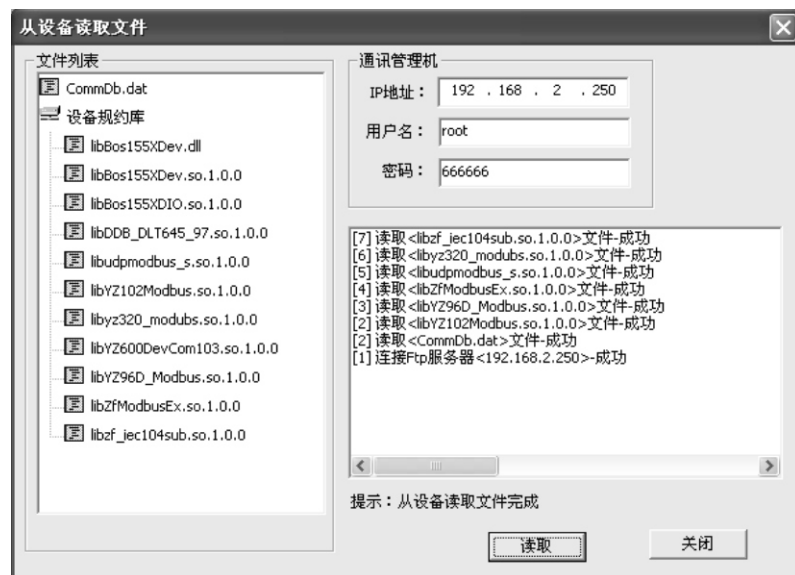 从设备读取文件
文件列表
CommDb.dat
设备规约库
libBos155XDev.dll
libBos155XDev.so.1.0.0
libBos155XDIO.so.1.0.0
libDDB_DLT645_97.so.1.0.0
libudpmodbus_s.so.1.0.0
libYZ102Modbus.so.1.0.0
libyz320_modubs.so.1.0.0
libYZ600DevCom103.so.1.0.0
libYZ96D_Modbus.so.1.0.0
libZfModbusEx.so.1.0.0
libzf_iec104sub.so.1.0.0
通讯管理机
IP地址： 192 . 168 . 2 . 250
用户名： root
密码： 666666
[7] 读取<libzf_iec104sub.so.1.0.0>文件-成功
[6] 读取<libyz320_modubs.so.1.0.0>文件-成功
[5] 读取<libudpmodbus_s.so.1.0.0>文件-成功
[4] 读取<libZfModbusEx.so.1.0.0>文件-成功
[3] 读取<libYZ96D_Modbus.so.1.0.0>文件-成功
[2] 读取<libYZ102Modbus.so.1.0.0>文件-成功
[2] 读取<CommDb.dat>文件-成功
[1] 连接Ftp服务器<192.168.2.250>-成功
提示：从设备读取文件完成
读取
关闭